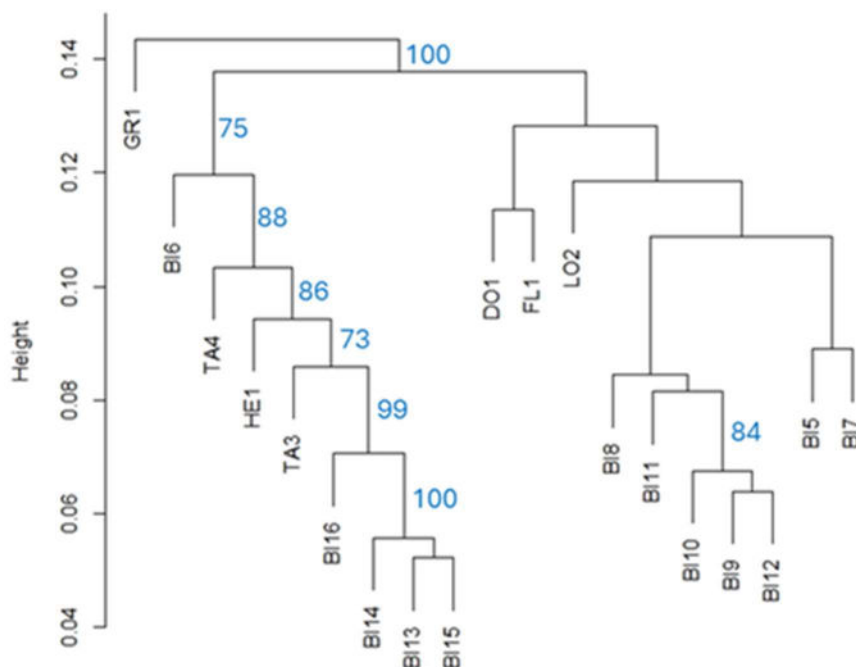 Height
0.14
0.12
0.10
0.08
0.06
0.04
100
75
88
86
73
99
100
84
GR1
BI6
TA4
HE1
TA3
BI16
BI14
BI13
BI15
DO1
FL1
LO2
BI8
BI11
BI10
BI9
BI12
BI5
BI7